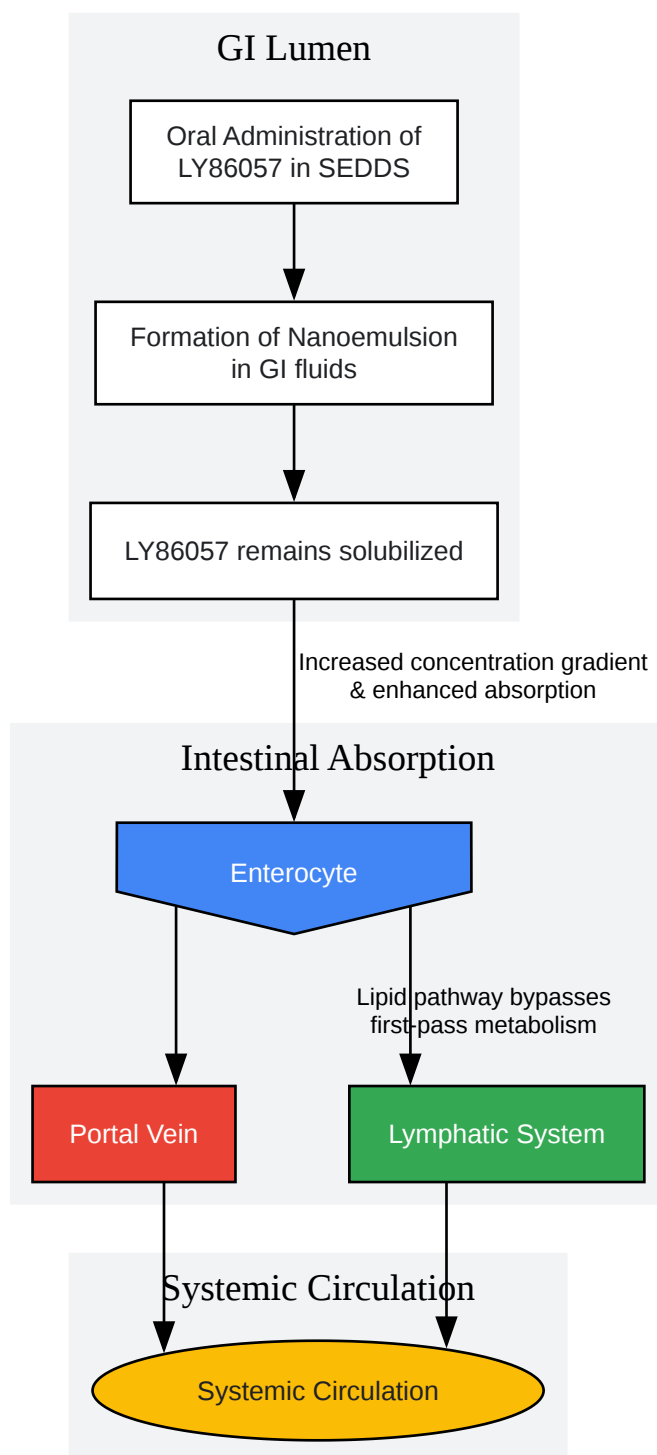 GI Lumen
Oral Administration of
LY86057 in SEDDS
Formation of Nanoemulsion
in GI fluids
LY86057 remains solubilized
Increased concentration gradient
& enhanced absorption
Intestinal Absorption
Enterocyte
Lipid pathway bypasses
first-pass metabolism
Portal Vein
Lymphatic System
Systemic Circulation
Systemic Circulation